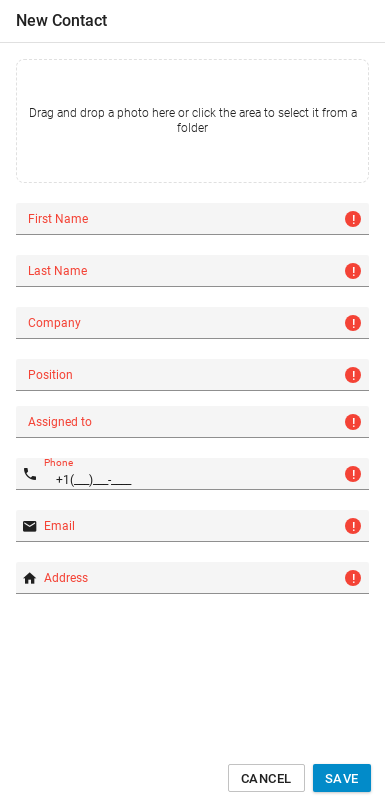 New Contact
Drag and drop a photo here or click the area to select it from a
folder
First Name
Last Name
Company
Position
Assigned to
Phone
+1(___)___-____
Email
Address
CANCEL SAVE